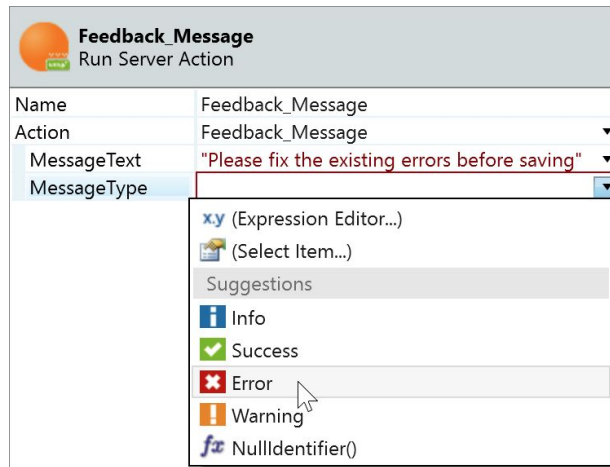 Feedback_Message
Run Server Action
Name Feedback_Message
Action Feedback_Message
MessageText "Please fix the existing errors before saving"
MessageType
x.y (Expression Editor...)
(Select Item...)
Suggestions
Info
Success
Error
Warning
fx NullIdentifier()